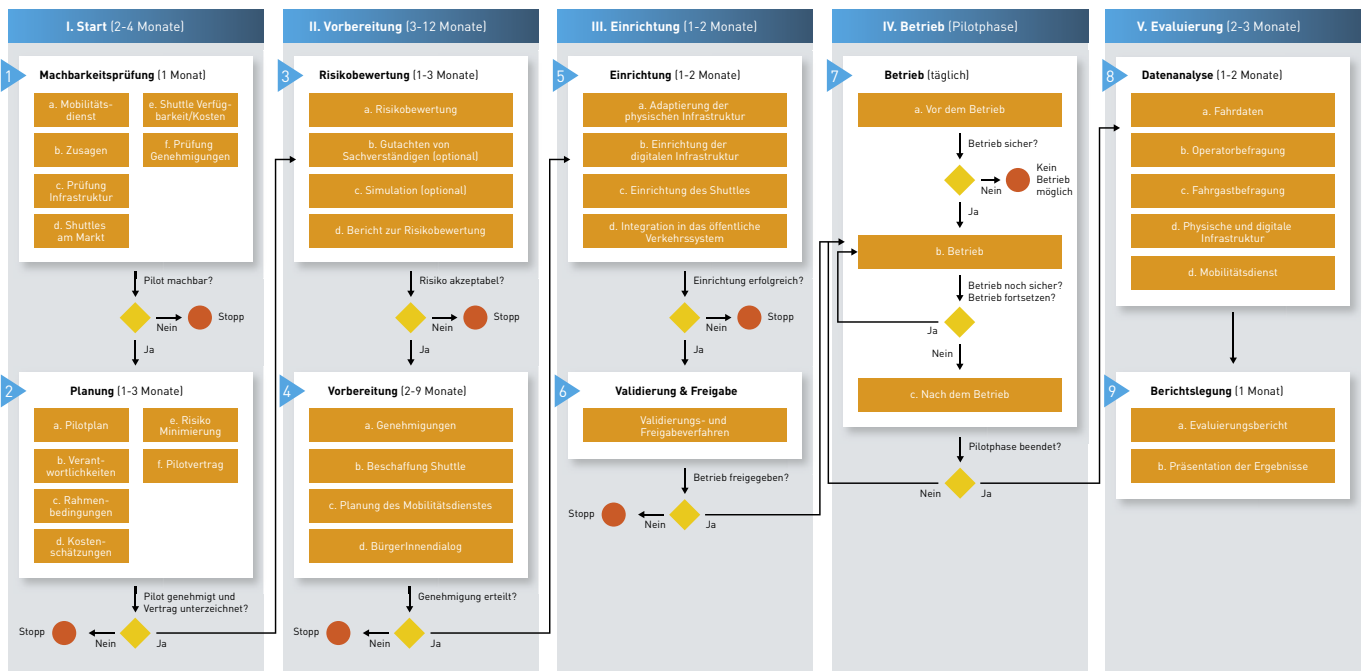 I. Start (2-4 Monate)
1
Machbarkeitsprüfung (1 Monat)
a. Mobilitäts-
dienst
b. Zusagen
c. Prüfung
Infrastruktur
d. Shuttles
am Markt
e. Shuttle Verfüg-
barkeit/Kosten
f. Prüfung
Genehmigungen
Pilot machbar?
Nein
Stopp
Ja
2
Planung (1-3 Monate)
a. Pilotplan
b. Verant-
wortlichkeiten
c. Rahmen-
bedingungen
d. Kosten-
schätzungen
e. Risiko
Minimierung
f. Pilotvertrag
Pilot genehmigt und
Vertrag unterzeichnet?
Stopp
Nein
Ja
II. Vorbereitung (3-12 Monate)
3
Risikobewertung (1-3 Monate)
a. Risikobewertung
b. Gutachten von
Sachverständigen (optional)
c. Simulation (optional)
d. Bericht zur Risikobewertung
Risiko akzeptabel?
Nein
Stopp
Ja
4
Vorbereitung (2-9 Monate)
a. Genehmigungen
b. Beschaffung Shuttle
c. Planung des Mobilitätsdienstes
d. BürgerInnendialog
Genehmigung erteilt?
Stopp
Nein
Ja
III. Einrichtung (1-2 Monate)
5
Einrichtung (1-2 Monate)
a. Adaptierung der
physischen Infrastruktur
b. Einrichtung der
digitalen Infrastruktur
c. Einrichtung des Shuttles
d. Integration in das öffentliche
Verkehrssystem
Einrichtung erfolgreich?
Nein
Stopp
Ja
6
Validierung & Freigabe
Validierungs- und
Freigabeverfahren
Betrieb freigegeben?
Stopp
Nein
Ja
IV. Betrieb (Pilotphase)
7
Betrieb (täglich)
a. Vor dem Betrieb
Betrieb sicher?
Nein
Kein
Betrieb
möglich
Ja
b. Betrieb
Betrieb noch sicher?
Betrieb fortsetzen?
Ja
Nein
c. Nach dem Betrieb
Pilotphase beendet?
Nein
Ja
V. Evaluierung (2-3 Monate)
8
Datenanalyse (1-2 Monate)
a. Fahrdaten
b. Operatorbefragung
c. Fahrgastbefragung
d. Physische und digitale
Infrastruktur
d. Mobilitätsdienst
9
Berichtslegung (1 Monat)
a. Evaluierungsbericht
b. Präsentation der Ergebnisse